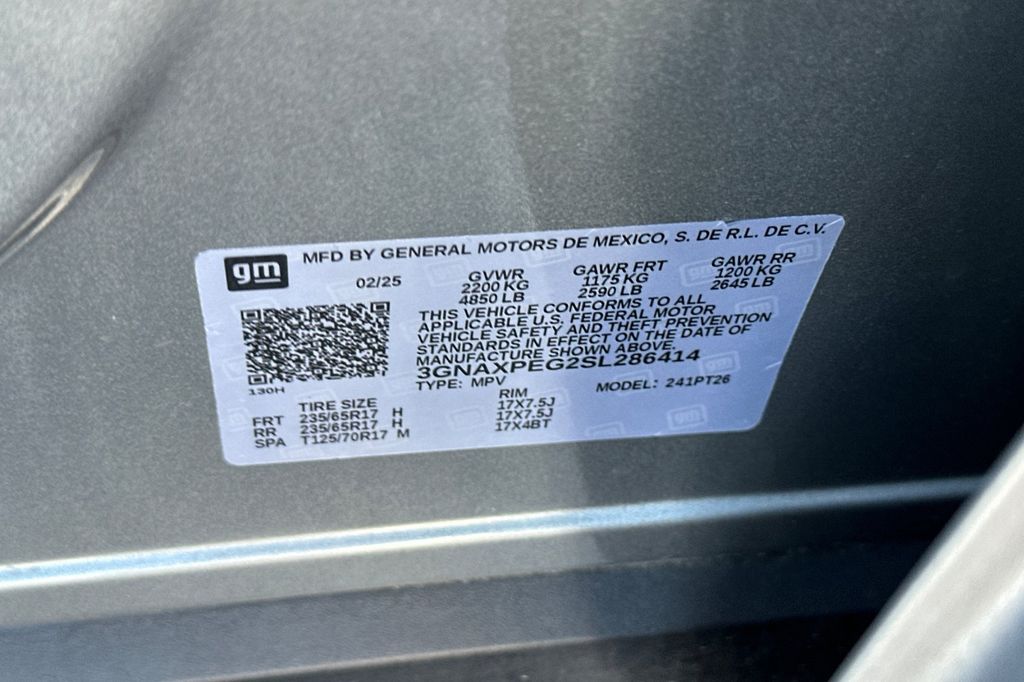 gm
MFD BY GENERAL MOTORS DE MEXICO, S. DE R.L. DE C.V.
02/25 GVWR GAWR FRT GAWR RR
2200 KG 1175 KG 1200 KG
4850 LB 2590 LB 2645 LB
THIS VEHICLE CONFORMS TO ALL
APPLICABLE U.S. FEDERAL MOTOR
VEHICLE SAFETY AND THEFT PREVENTION
STANDARDS IN EFFECT ON THE DATE OF
MANUFACTURE SHOWN ABOVE.
3GNAXPEG2SL286414
TYPE: MPV MODEL: 241PT26
130H
TIRE SIZE RIM
FRT 235/65R17 H 17X7.5J
RR 235/65R17 H 17X7.5J
SPA T125/70R17 M 17X4BT